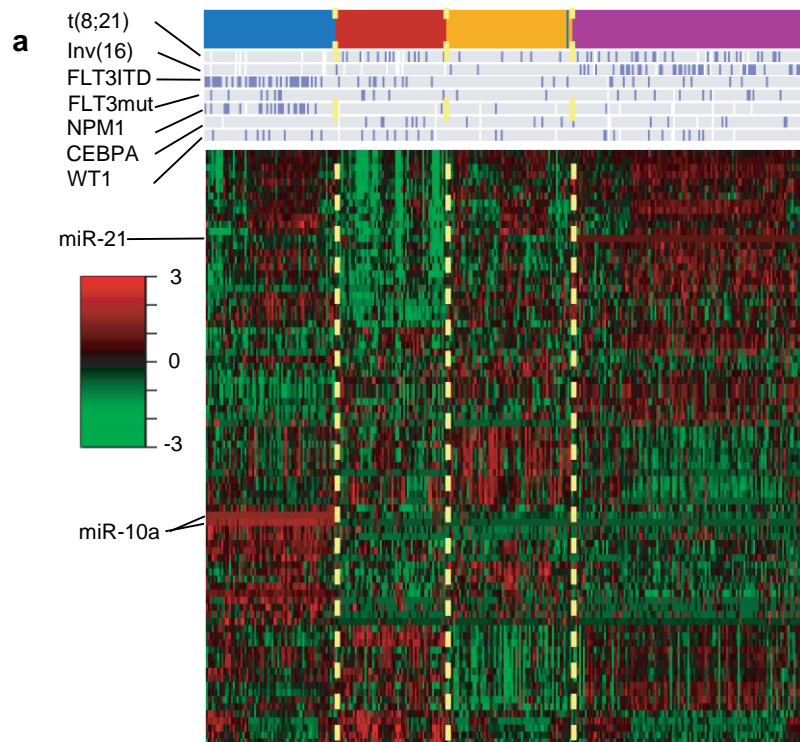 a
t(8;21)
Inv(16)
FLT3ITD
FLT3mut
NPM1
CEBPA
WT1
miR-21
3
0
-3
miR-10a